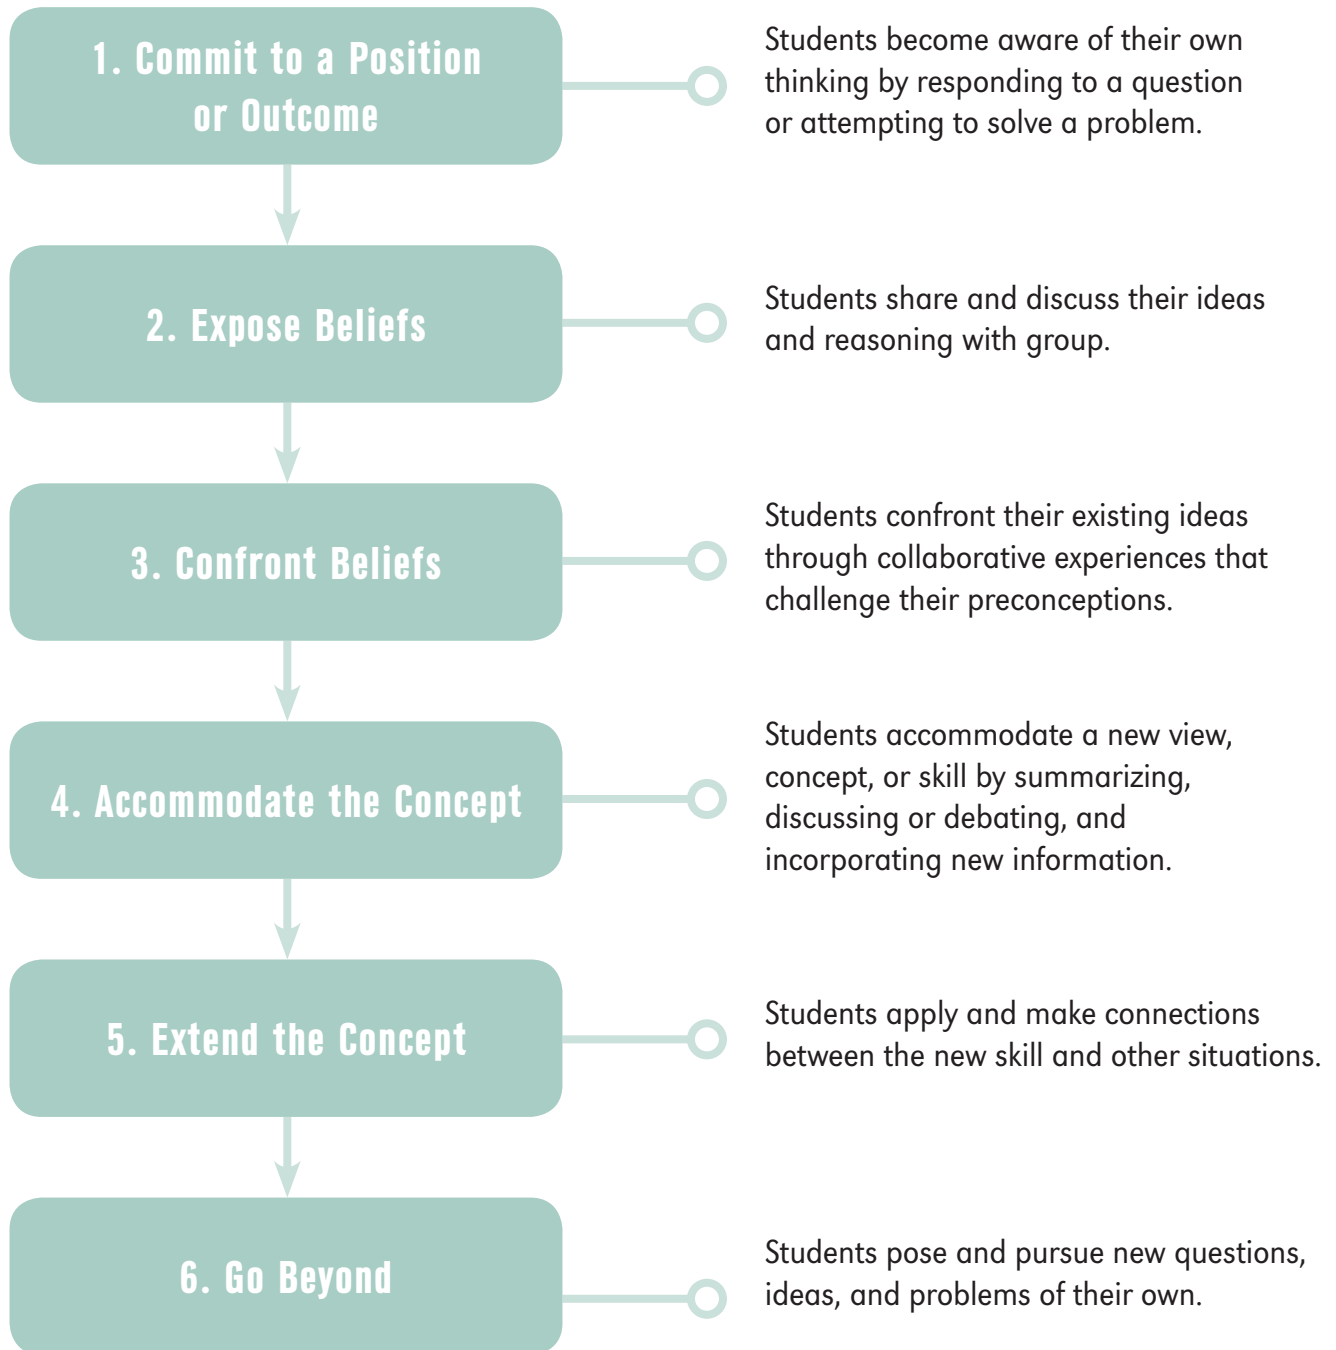 1. Commit to a Position
or Outcome
Students become aware of their own
thinking by responding to a question
or attempting to solve a problem.
2. Expose Beliefs
Students share and discuss their ideas
and reasoning with group.
3. Confront Beliefs
Students confront their existing ideas
through collaborative experiences that
challenge their preconceptions.
4. Accommodate the Concept
Students accommodate a new view,
concept, or skill by summarizing,
discussing or debating, and
incorporating new information.
5. Extend the Concept
Students apply and make connections
between the new skill and other situations.
6. Go Beyond
Students pose and pursue new questions,
ideas, and problems of their own.